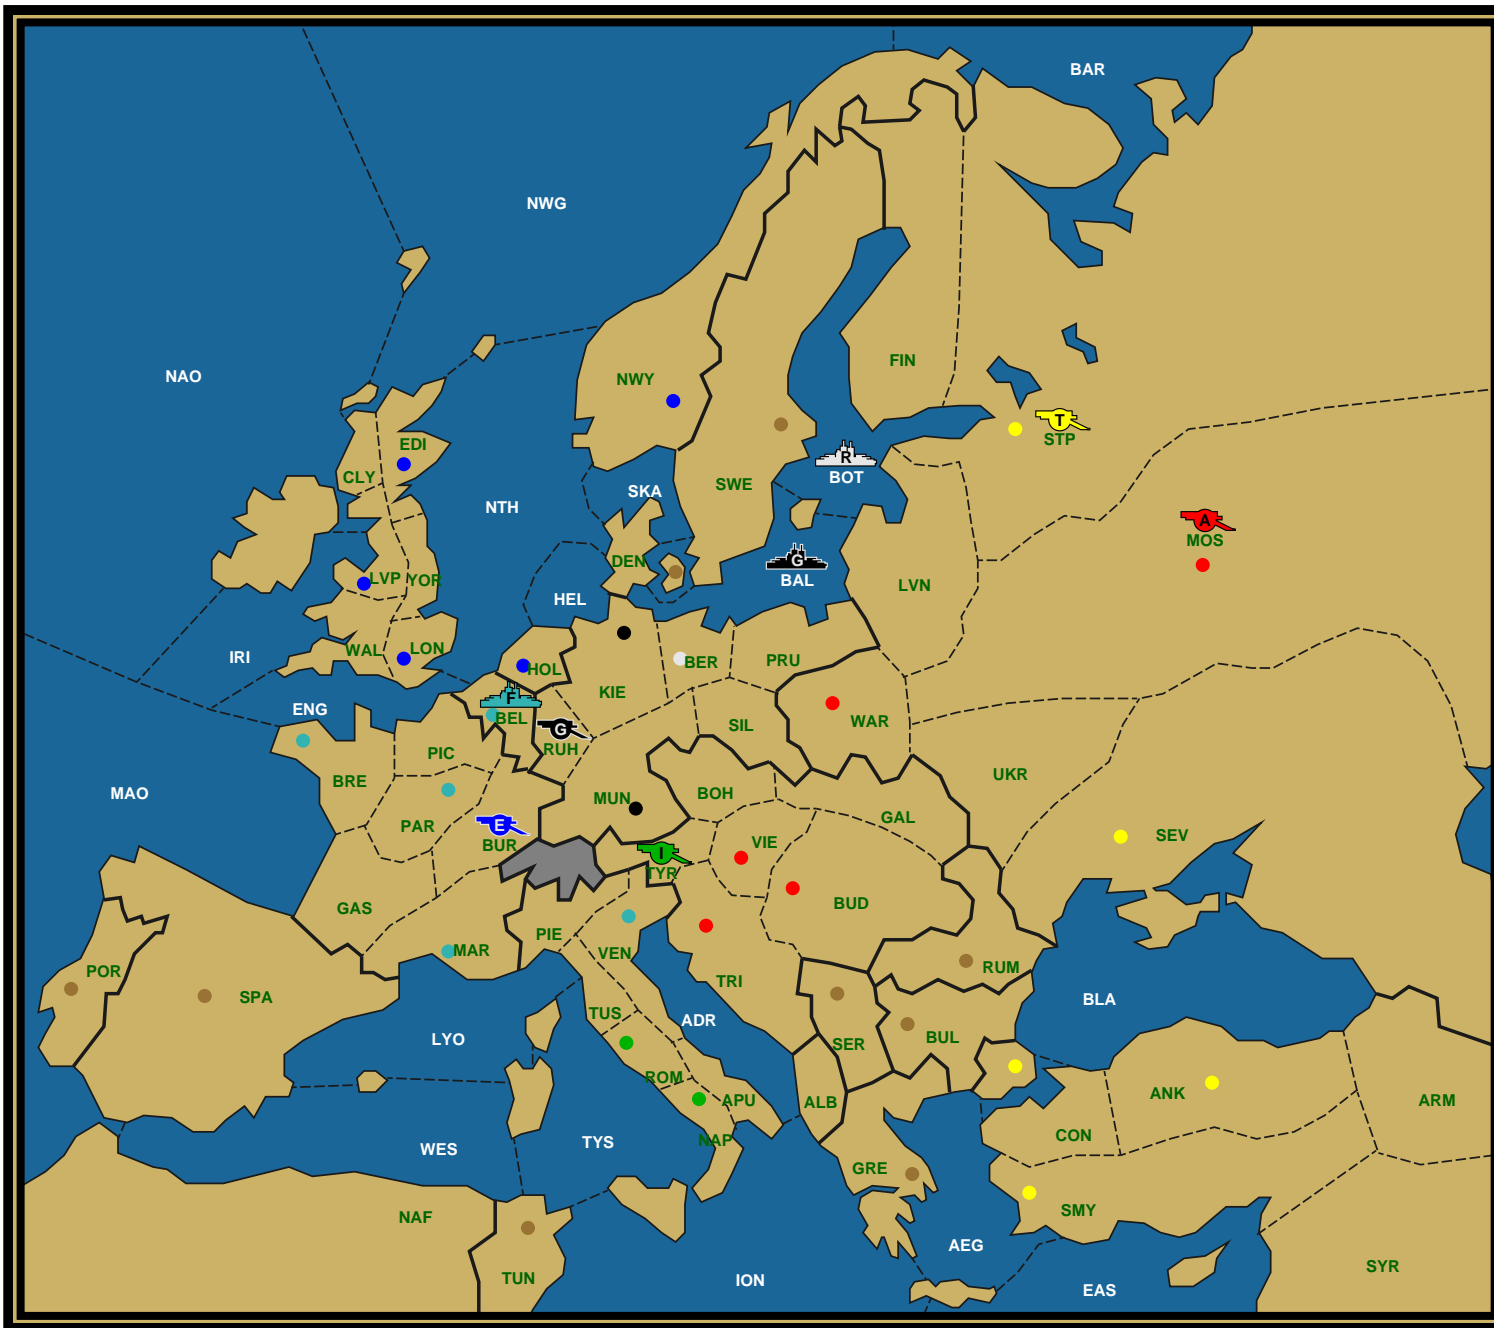 BAR
NWG
NAO
FIN
NWY
T
STP
EDI
R
CLY
BOT
SWE
SKA
NTH
A
MOS
G
DEN
BAL
LVP
YOR
LVN
HEL
WAL
LON
IRI
HOL
BER
PRU
KIE
F
ENG
BEL
G
RUH
SIL
WAR
PIC
BRE
UKR
MAO
BOH
MUN
GAL
PAR
E
BUR
VIE
SEV
I
TYR
BUD
GAS
PIE
MAR
VEN
POR
SPA
RUM
TRI
BLA
TUS
ADR
LYO
BUL
SER
ROM
ANK
APU
ALB
ARM
CON
NAP
TYS
WES
GRE
SMY
NAF
AEG
SYR
TUN
ION
EAS